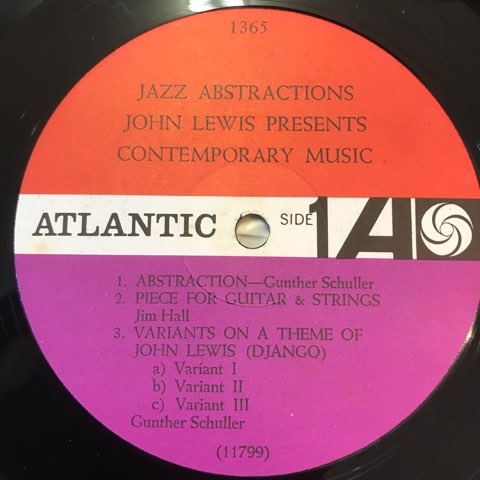 1365
JAZZ ABSTRACTIONS
JOHN LEWIS PRESENTS
CONTEMPORARY MUSIC
ATLANTIC SIDE 1 A
1. ABSTRACTION—Gunther Schuller
2. PIECE FOR GUITAR & STRINGS
Jim Hall
3. VARIANTS ON A THEME OF
JOHN LEWIS (DJANGO)
a) Variant I
b) Variant II
c) Variant III
Gunther Schuller
(11799)